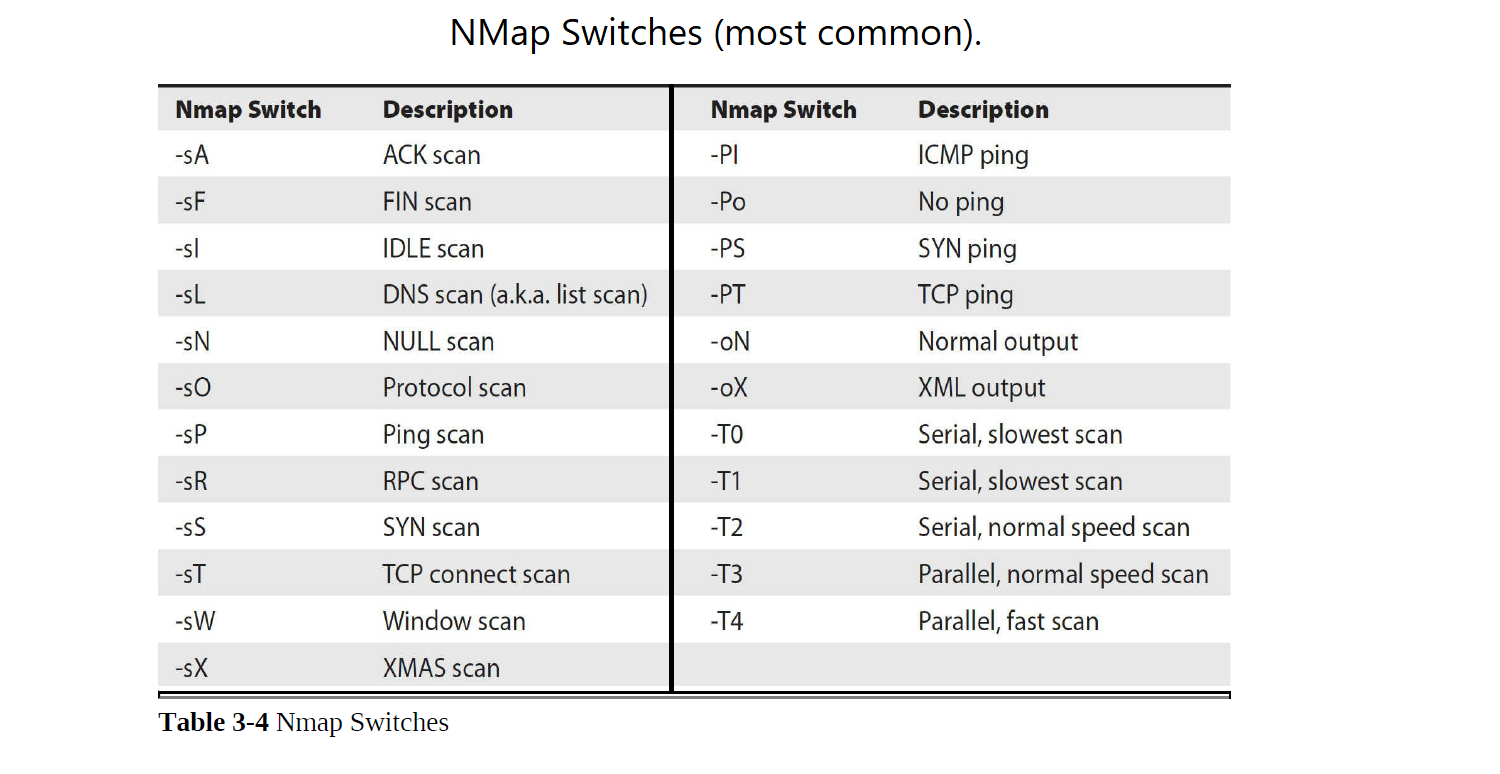 NMap Switches (most common).
Nmap Switch Description Nmap Switch Description
-sA ACK scan -PI ICMP ping
-sF FIN scan -Po No ping
-sI IDLE scan -PS SYN ping
-sL DNS scan (a.k.a. list scan) -PT TCP ping
-sN NULL scan -oN Normal output
-sO Protocol scan -oX XML output
-sP Ping scan -T0 Serial, slowest scan
-sR RPC scan -T1 Serial, slowest scan
-sS SYN scan -T2 Serial, normal speed scan
-sT TCP connect scan -T3 Parallel, normal speed scan
-sW Window scan -T4 Parallel, fast scan
-sX XMAS scan
Table 3-4 Nmap Switches